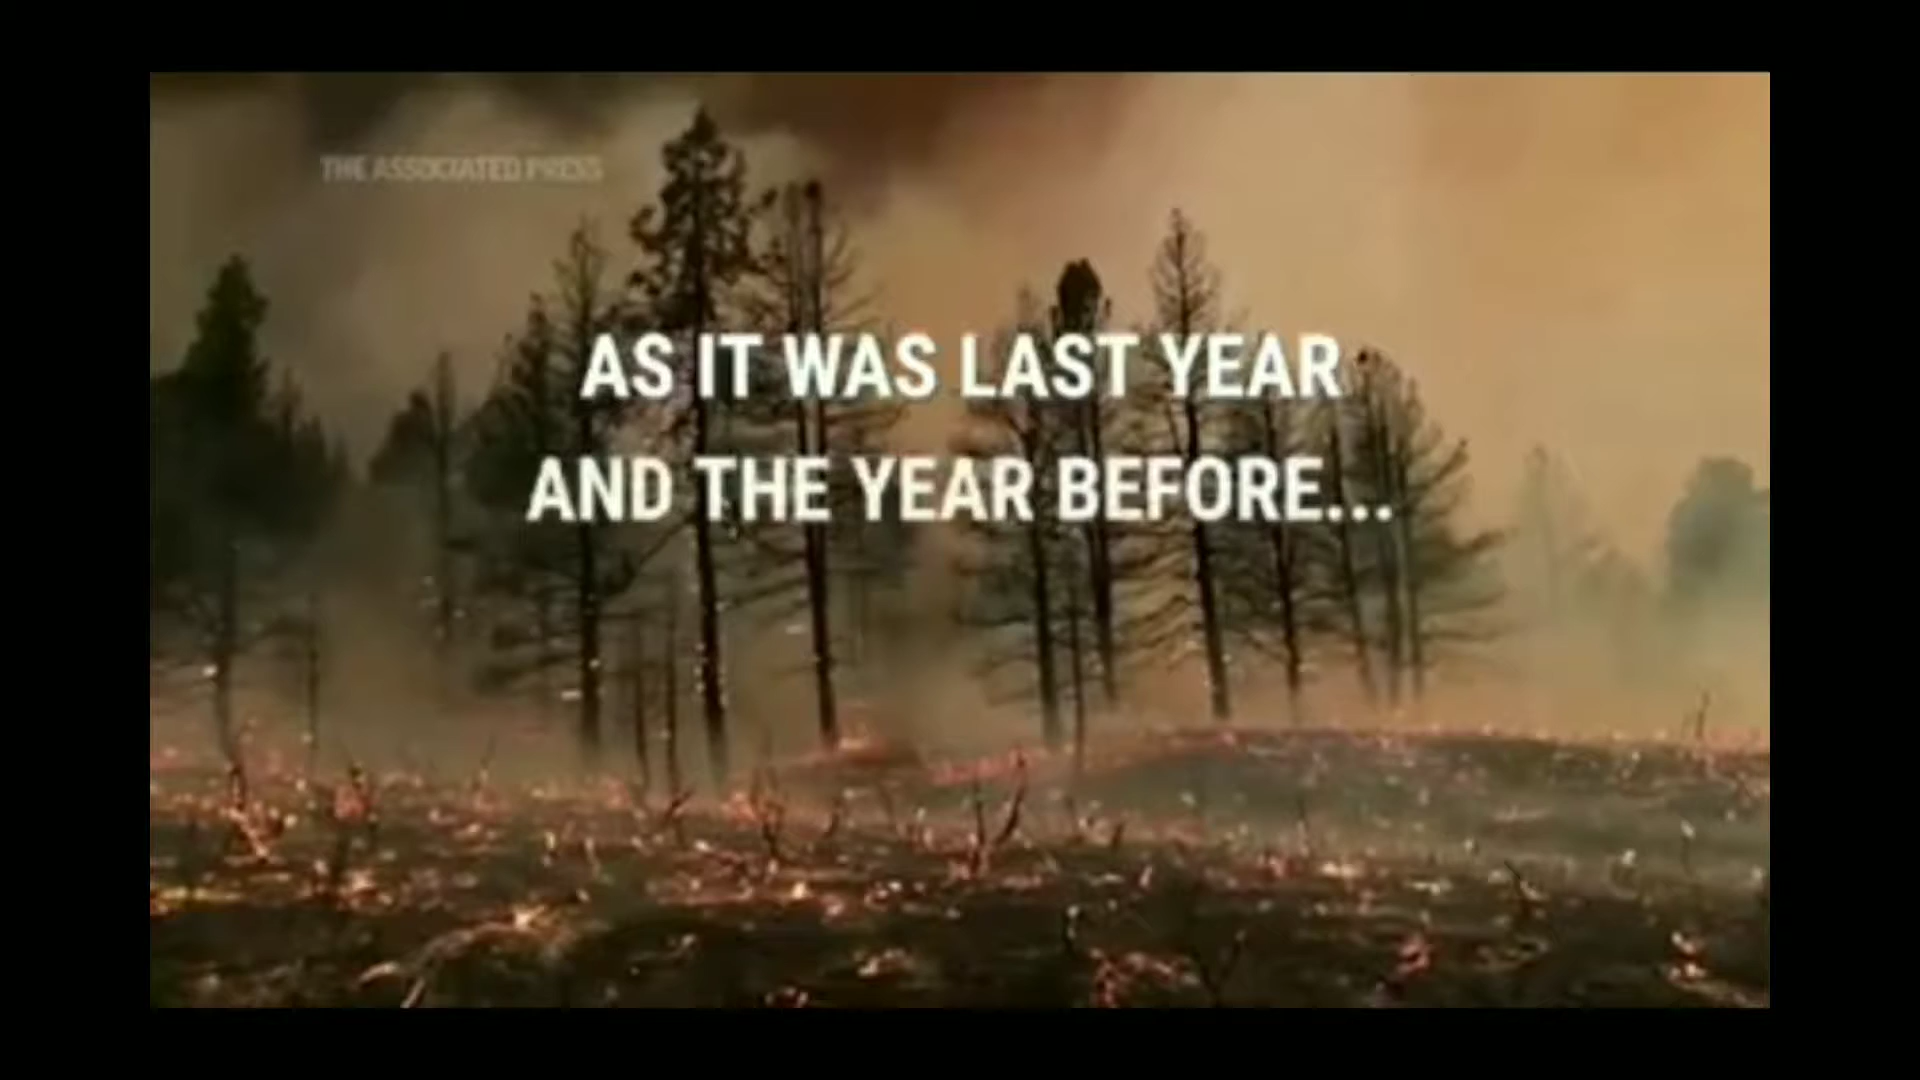 THE ASSOCIATED PRESS
AS IT WAS LAST YEAR
AND THE YEAR BEFORE...